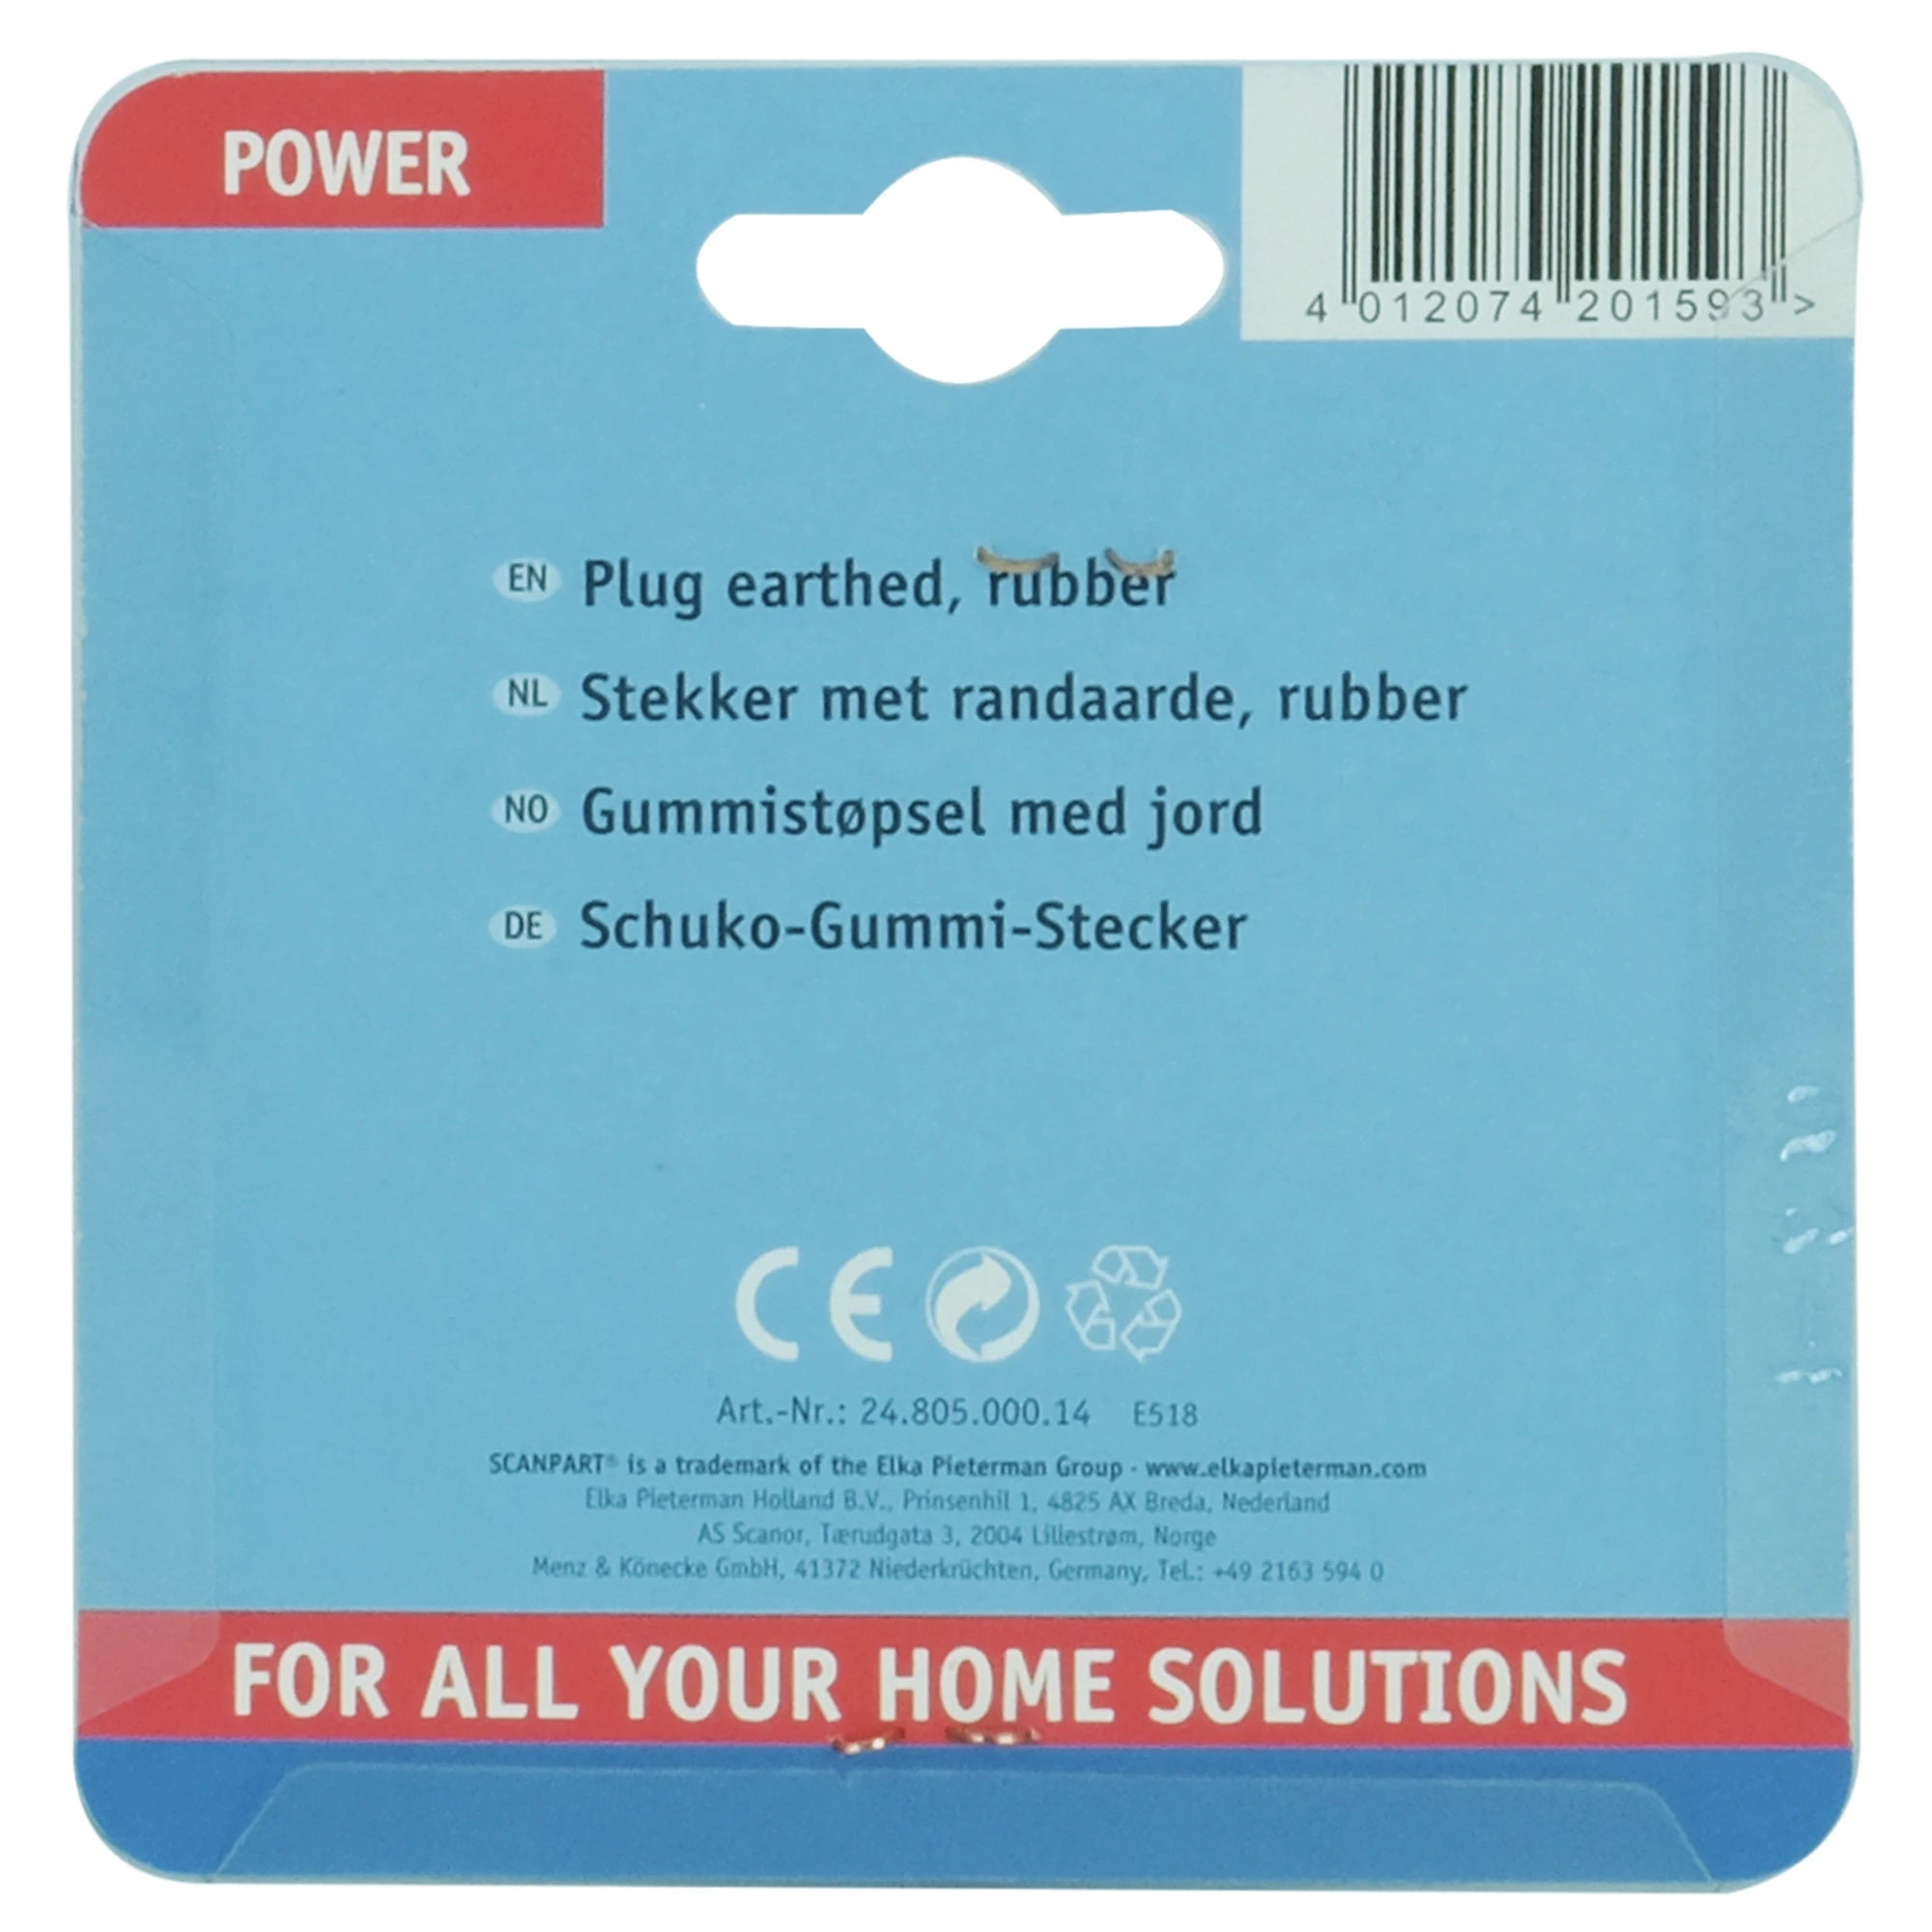 POWER
4 012074 201593 >
EN Plug earthed, rubber
NL Stekker met randaarde, rubber
NO Gummistøpsel med jord
DE Schuko-Gummi-Stecker
CE
Art.-Nr.: 24.805.000.14 E518
SCANPART® is a trademark of the Elka Pieterman Group · www.elkapieterman.com
Elka Pieterman Holland B.V., Prinsenhil 1, 4825 AX Breda, Nederland
AS Scanor, Tærudgata 3, 2004 Lillestrøm, Norge
Menz & Könecke GmbH, 41372 Niederkrüchten, Germany, Tel.: +49 2163 594 0
FOR ALL YOUR HOME SOLUTIONS